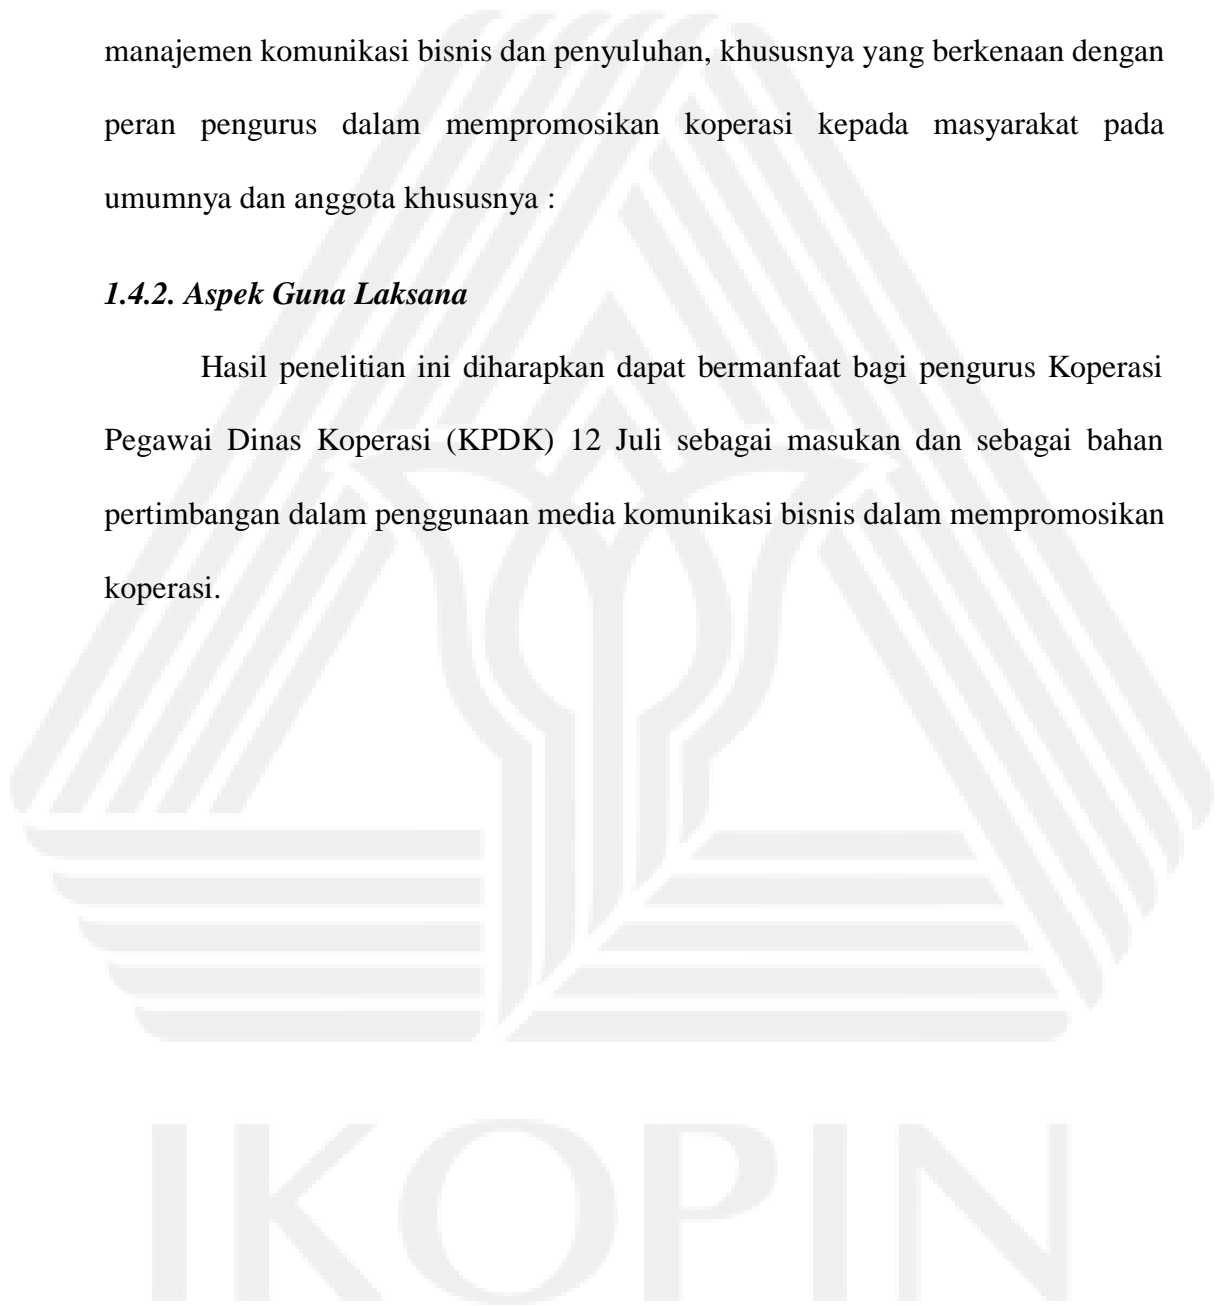 manajemen komunikasi bisnis dan penyuluhan, khususnya yang berkenaan dengan
peran pengurus dalam mempromosikan koperasi kepada masyarakat pada
umumnya dan anggota khususnya :
1.4.2. Aspek Guna Laksana
Hasil penelitian ini diharapkan dapat bermanfaat bagi pengurus Koperasi
Pegawai Dinas Koperasi (KPDK) 12 Juli sebagai masukan dan sebagai bahan
pertimbangan dalam penggunaan media komunikasi bisnis dalam mempromosikan
koperasi.
IKOPIN